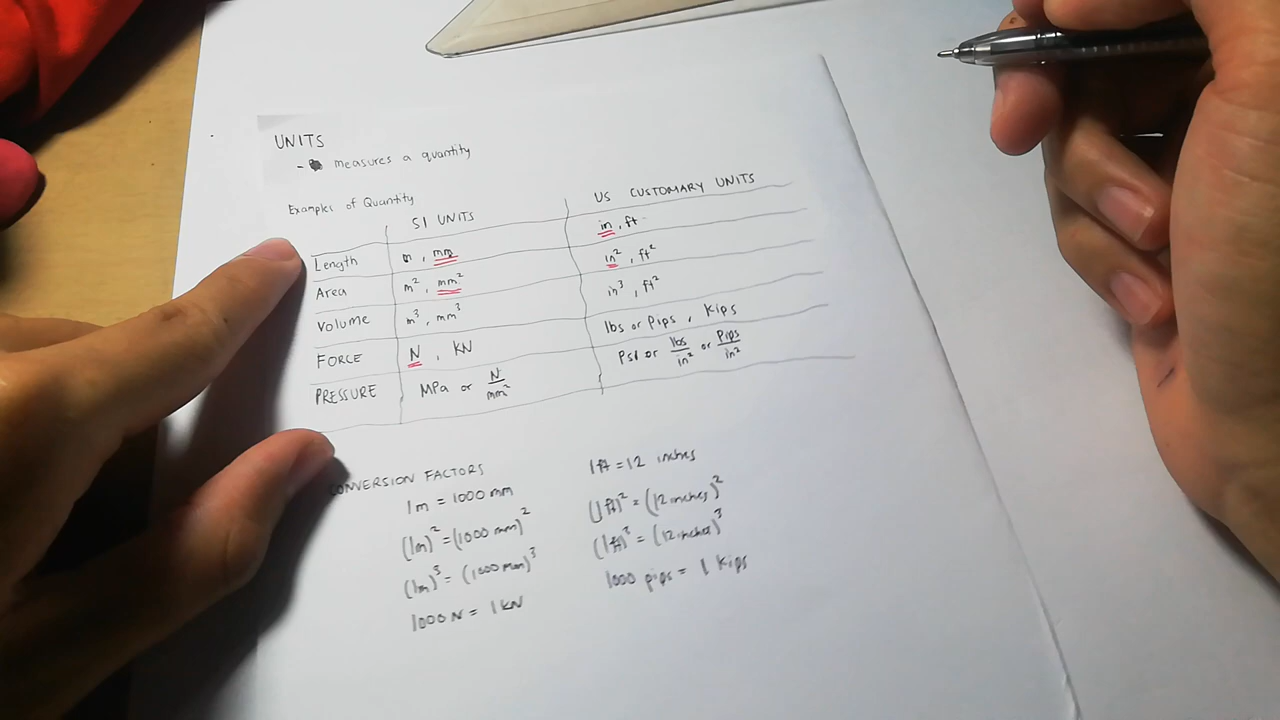 UNITS
- measures a quantity
Examples of Quantity
SI UNITS US CUSTOMARY UNITS
Length m , mm in , ft
Area m² , mm² in² , ft²
Volume m³ , mm³ in³ , ft²
FORCE N , KN lbs or Pips , Kips
PRESSURE MPa or N/mm² Psi or lbs/in² or Pips/in²
CONVERSION FACTORS
1m = 1000 mm
(1m)² = (1000 mm)²
(1m)³ = (1000 mm)³
1000 N = 1 KN
1ft = 12 inches
(1ft)² = (12 inches)²
(1ft)³ = (12 inches)³
1000 pips = 1 Kips